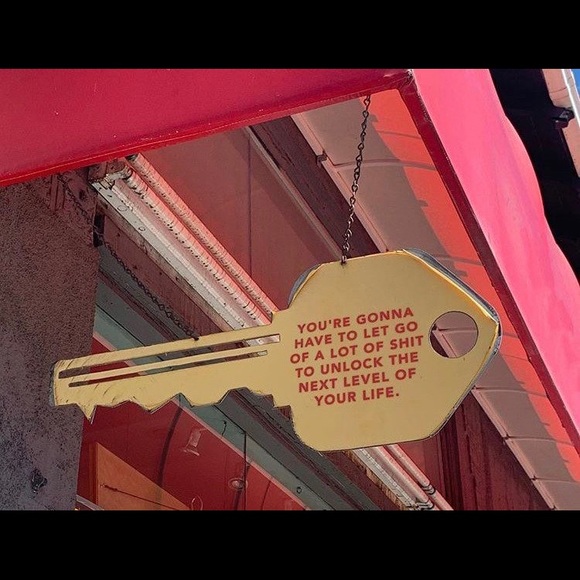 YOU'RE GONNA
HAVE TO LET GO
OF A LOT OF SHIT
TO UNLOCK THE
NEXT LEVEL OF
YOUR LIFE.